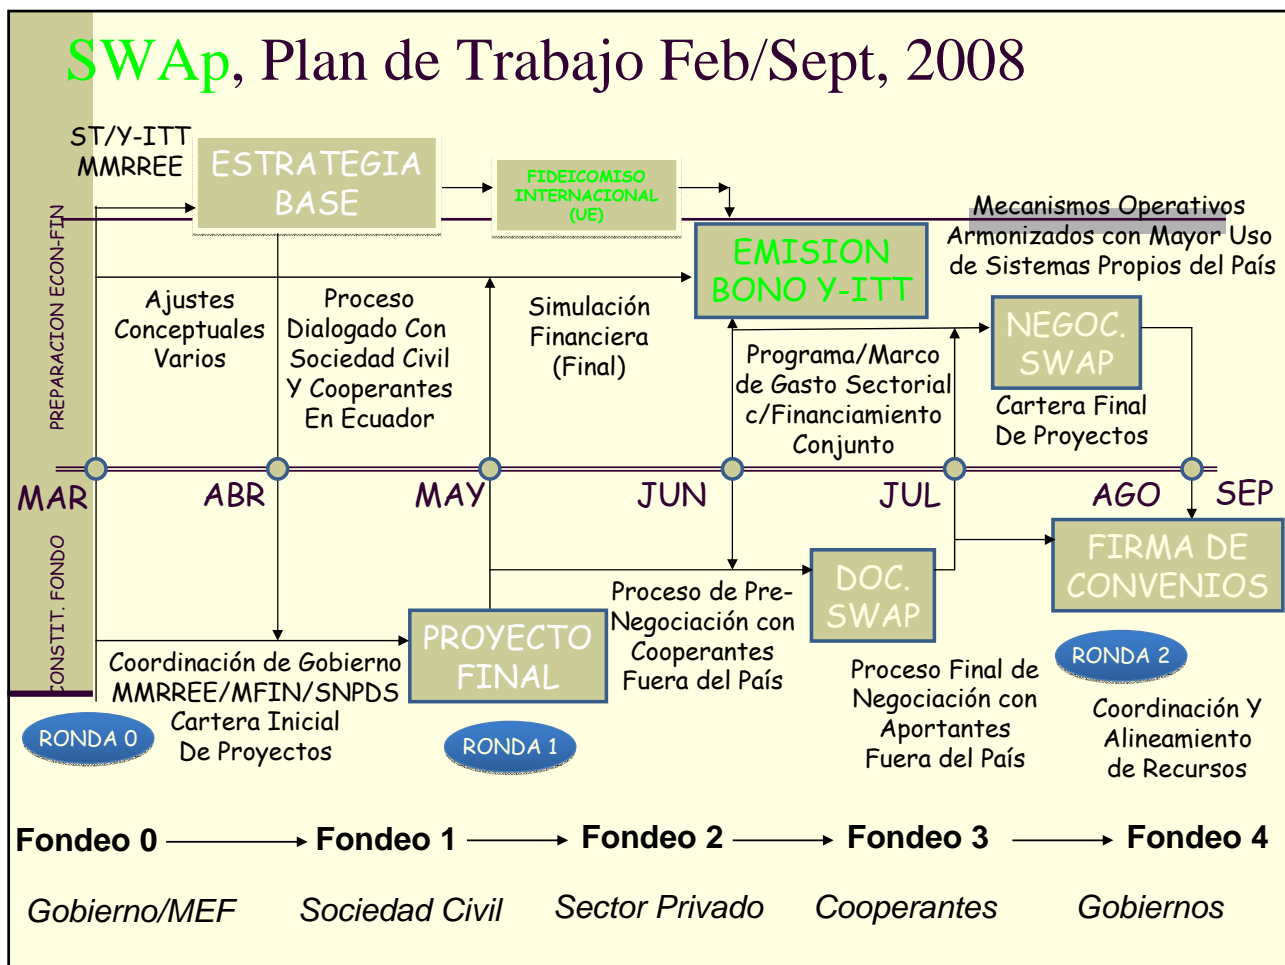 SWAp, Plan de Trabajo Feb/Sept, 2008
ST/Y-ITT
MMRREE
ESTRATEGIA
BASE
FIDEICOMISO
INTERNACIONAL
(UE)
EMISION
BONO Y-ITT
Mecanismos Operativos
Armonizados con Mayor Uso
de Sistemas Propios del País
PREPARACION ECON-FIN
Ajustes
Conceptuales
Varios
Proceso
Dialogado Con
Sociedad Civil
Y Cooperantes
En Ecuador
Simulación
Financiera
(Final)
Programa/Marco
de Gasto Sectorial
c/Financiamiento
Conjunto
NEGOC.
SWAP
Cartera Final
De Proyectos
MAR
ABR
MAY
JUN
JUL
AGO
SEP
CONSTIT. FONDO
Coordinación de Gobierno
MMRREE/MFIN/SNPDS
Cartera Inicial
De Proyectos
PROYECTO
FINAL
Proceso de Pre-
Negociación con
Cooperantes
Fuera del País
DOC.
SWAP
Proceso Final de
Negociación con
Aportantes
Fuera del País
FIRMA DE
CONVENIOS
RONDA 0
RONDA 1
RONDA 2
Coordinación Y
Alineamiento
de Recursos
Fondeo 0
Fondeo 1
Fondeo 2
Fondeo 3
Fondeo 4
Gobierno/MEF
Sociedad Civil
Sector Privado
Cooperantes
Gobiernos